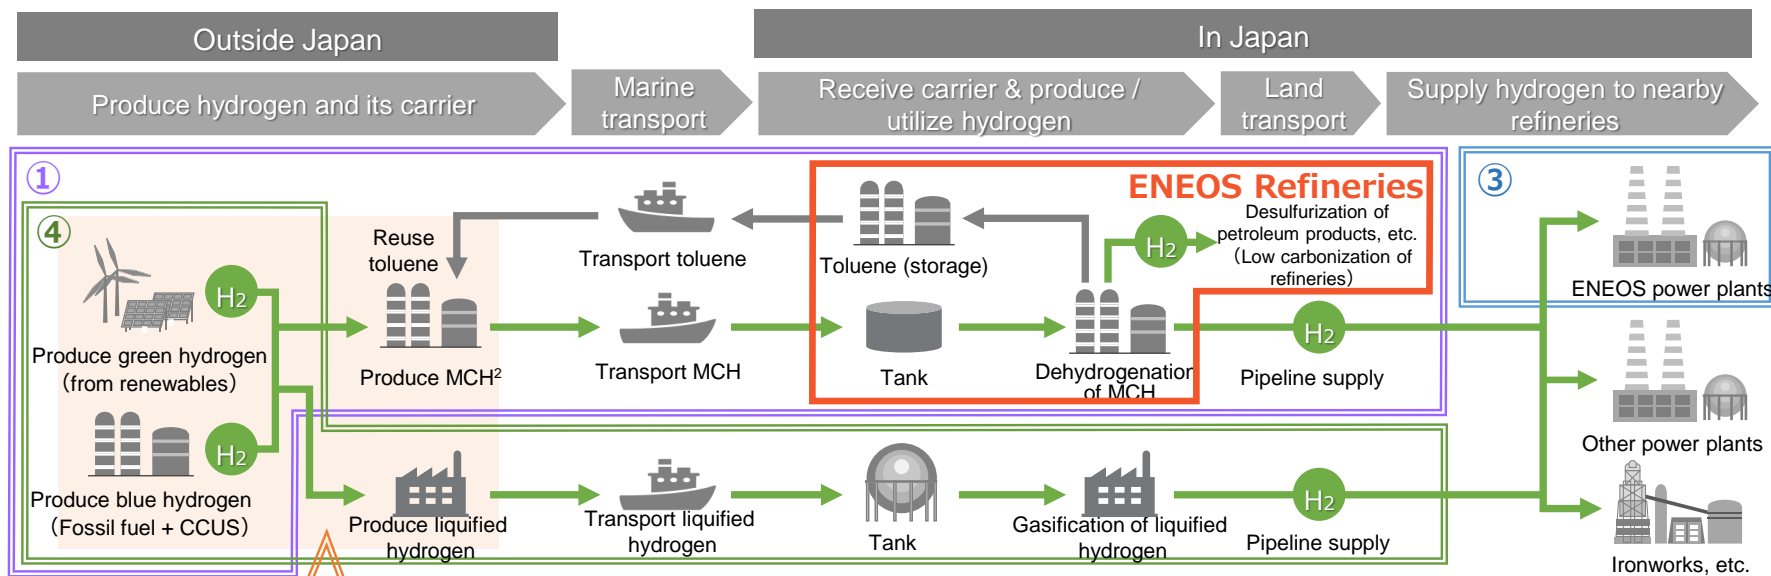 Outside Japan
In Japan
Produce hydrogen and its carrier
Marine
transport
Receive carrier & produce /
utilize hydrogen
Land
transport
Supply hydrogen to nearby
refineries
①
③
④
ENEOS Refineries
Reuse
toluene
Transport toluene
Toluene (storage)
H2
Desulfurization of
petroleum products, etc.
(Low carbonization of
refineries)
ENEOS power plants
H2
Produce green hydrogen
(from renewables)
Produce MCH2
Transport MCH
Tank
Dehydrogenation
of MCH
H2
Pipeline supply
Other power plants
H2
Produce blue hydrogen
(Fossil fuel + CCUS)
Produce liquified
hydrogen
Transport liquified
hydrogen
Tank
Gasification of liquified
hydrogen
H2
Pipeline supply
Ironworks, etc.